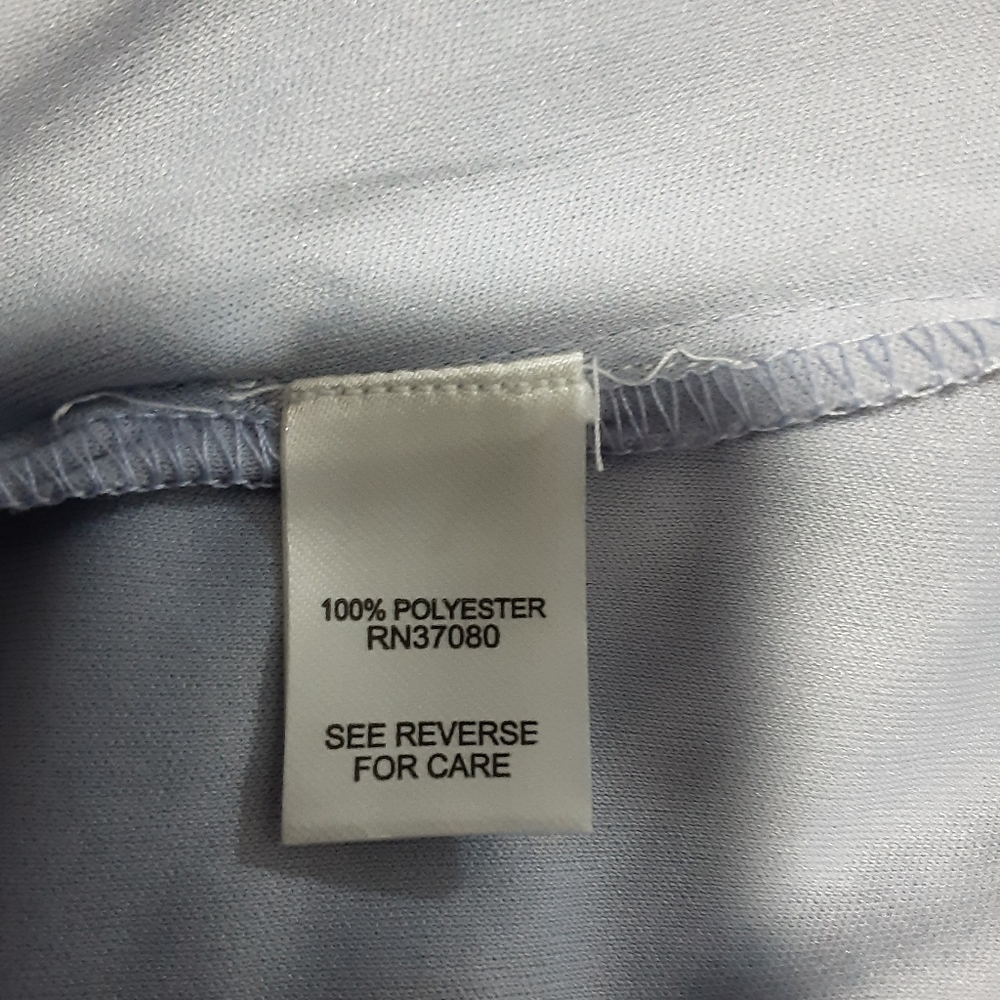 100% POLYESTER
RN37080
SEE REVERSE
FOR CARE